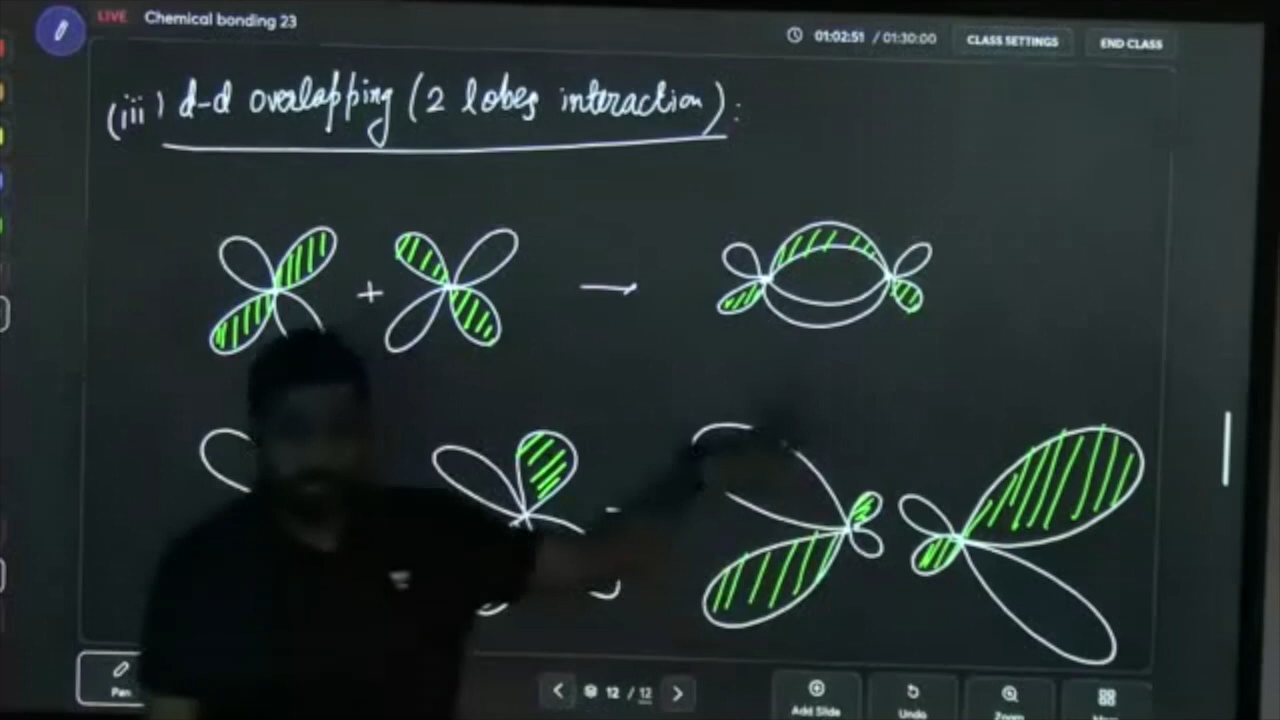 LIVE Chemical bonding 23
01:02:51 / 01:30:00 CLASS SETTINGS END CLASS
(iii) d-d overlapping (2 lobes interaction):
+ →
Pen 12 / 12 Add Slide Undo Zoom